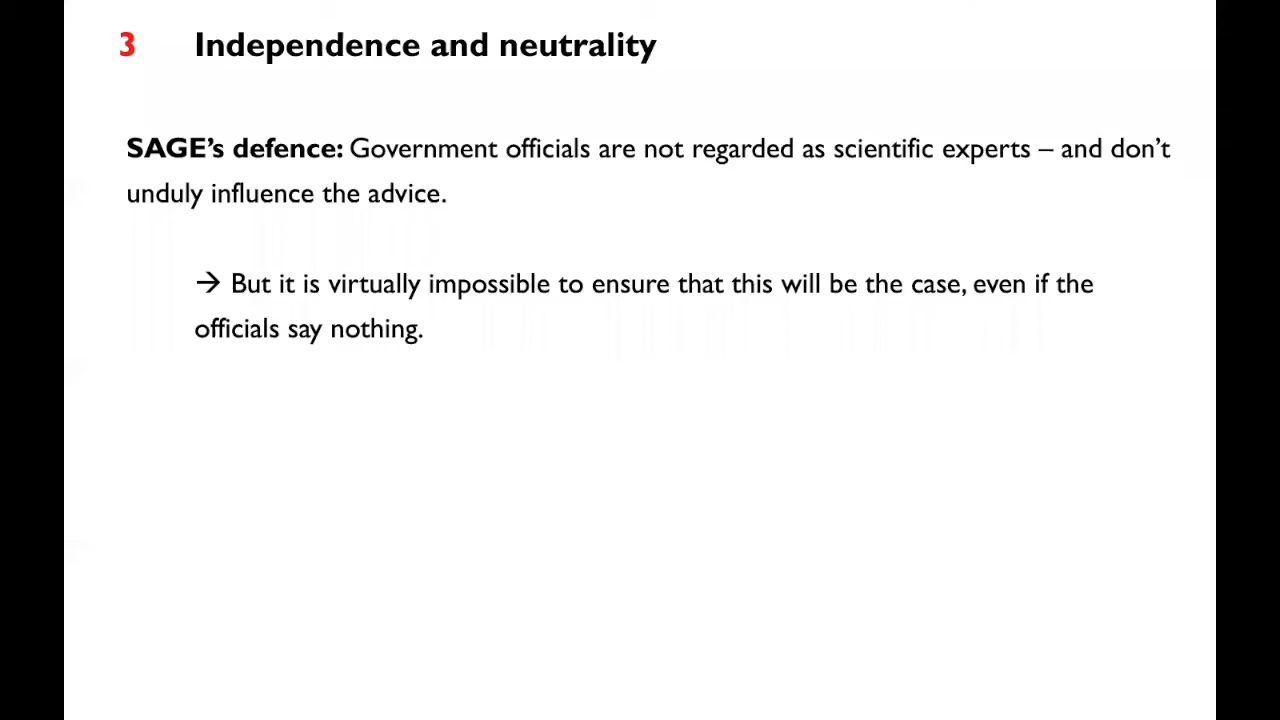 3 Independence and neutrality
SAGE’s defence: Government officials are not regarded as scientific experts – and don’t
unduly influence the advice.
→ But it is virtually impossible to ensure that this will be the case, even if the
officials say nothing.